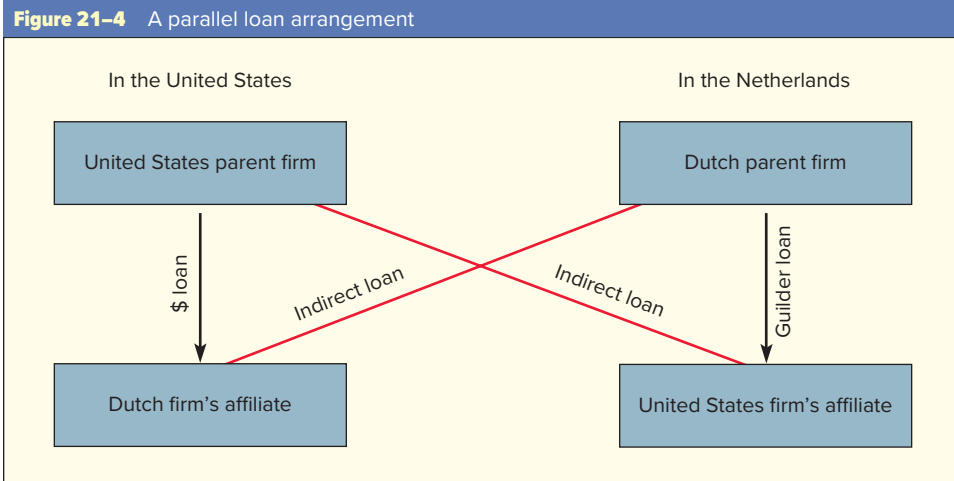 Figure 21–4 A parallel loan arrangement
In the United States
In the Netherlands
United States parent firm
Dutch parent firm
$ loan
Indirect loan
Indirect loan
Guilder loan
Dutch firm's affiliate
United States firm's affiliate